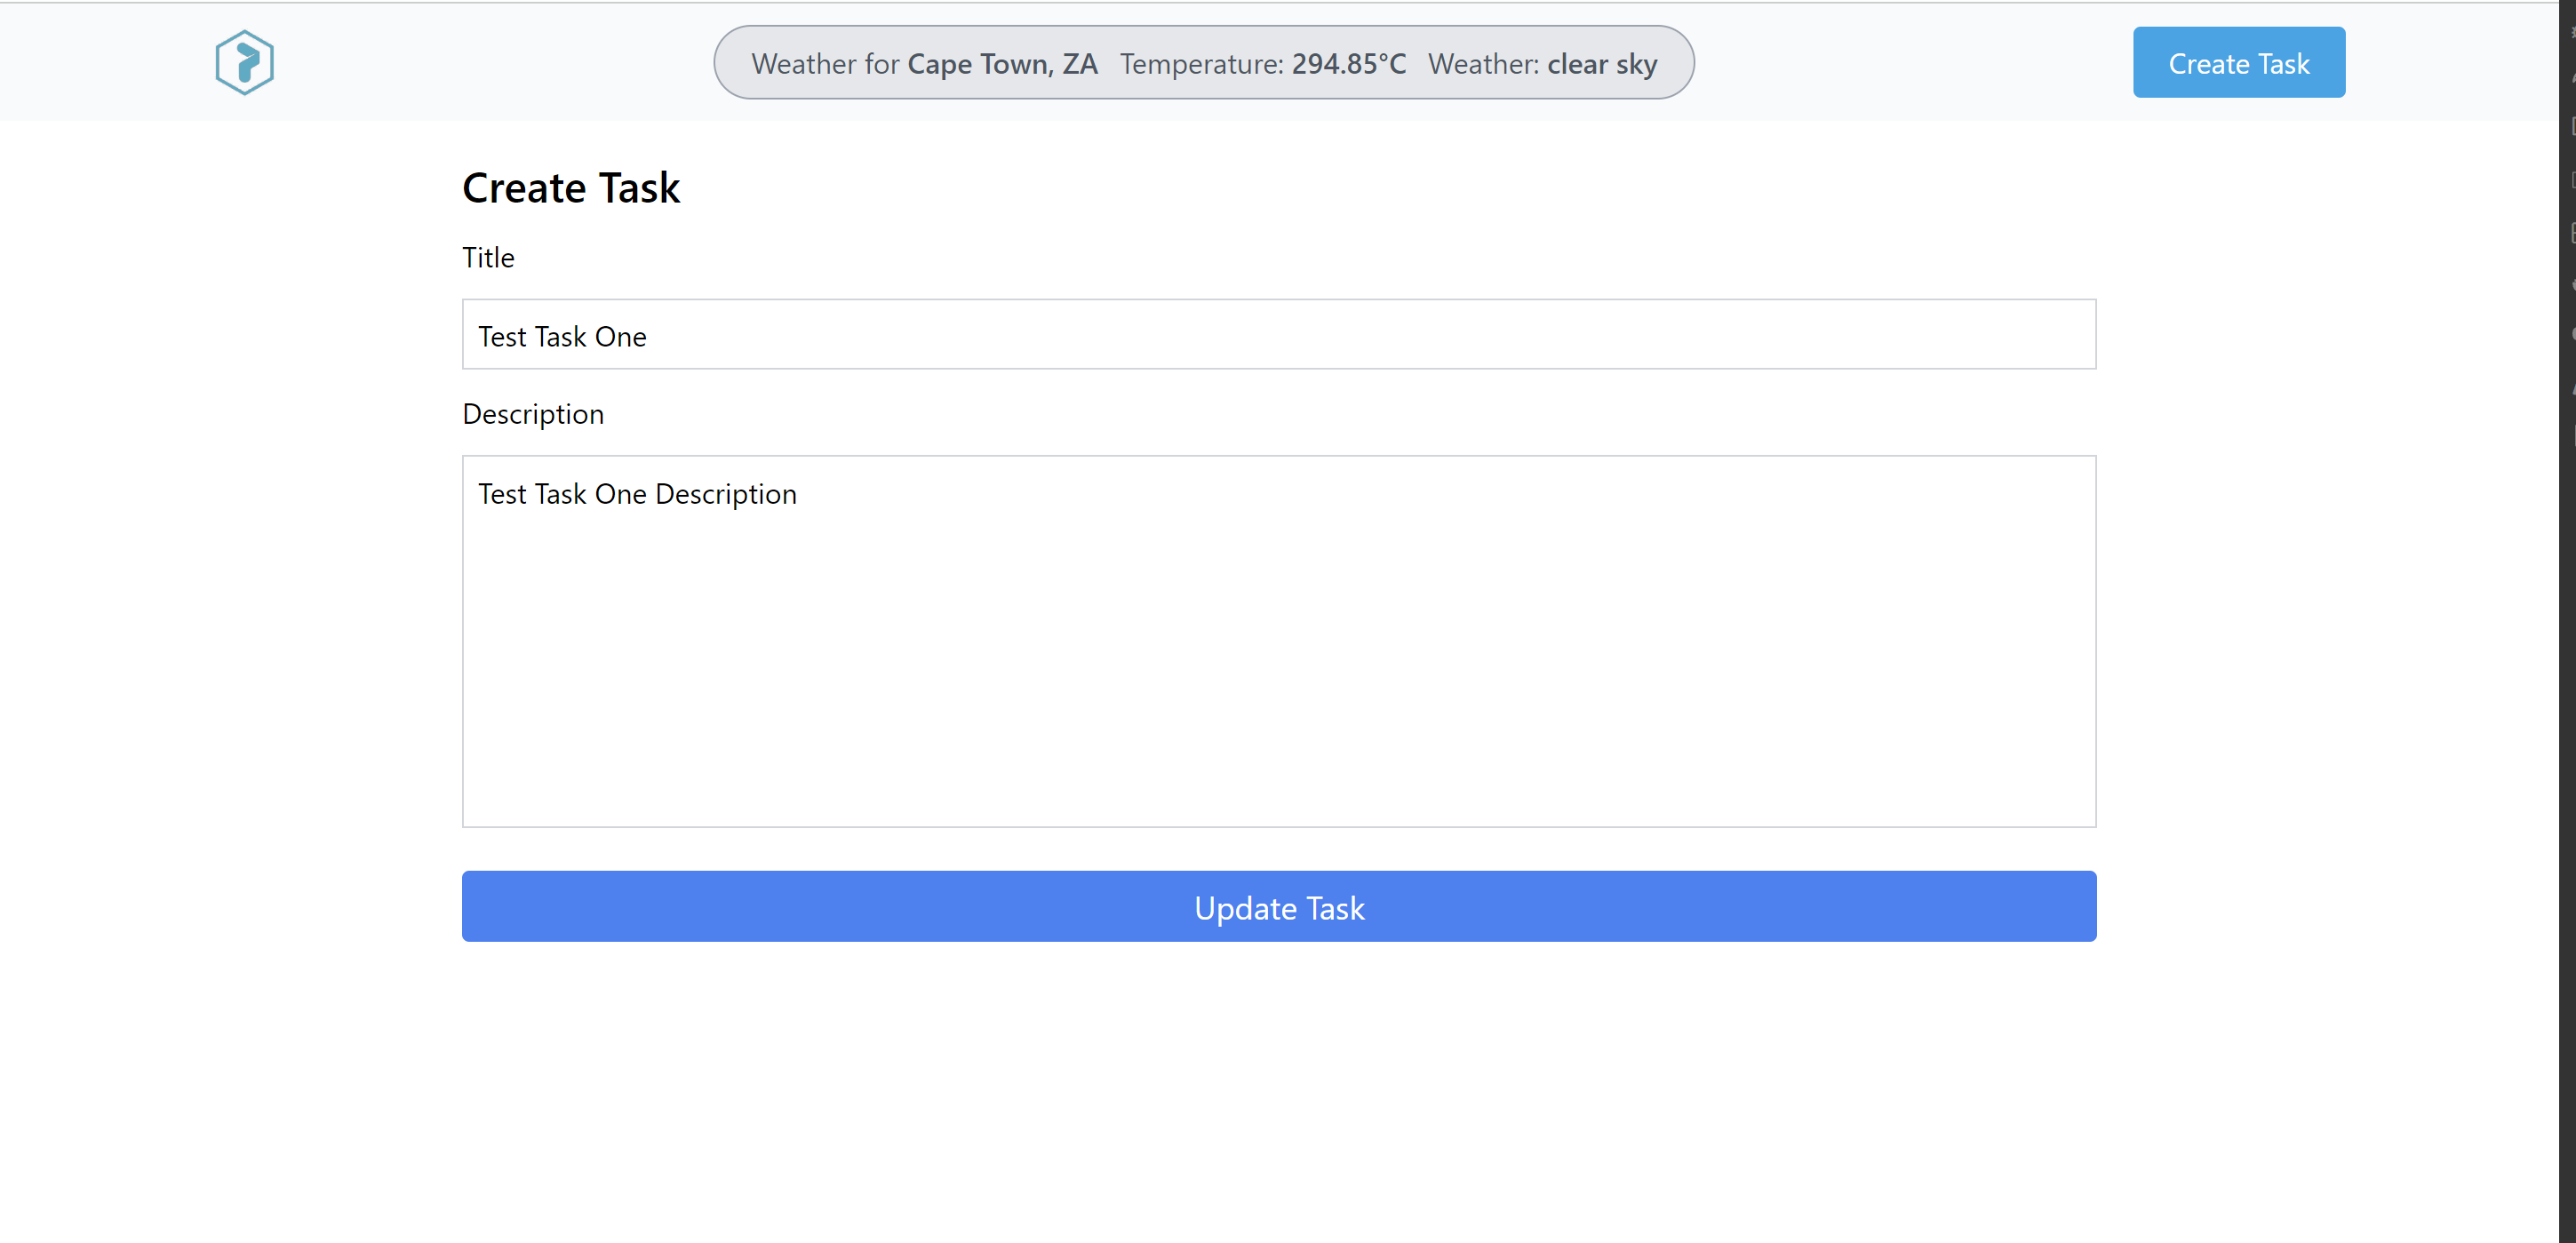 Weather for Cape Town, ZA Temperature: 294.85°C Weather: clear sky
Create Task
Create Task
Title
Test Task One
Description
Test Task One Description
Update Task